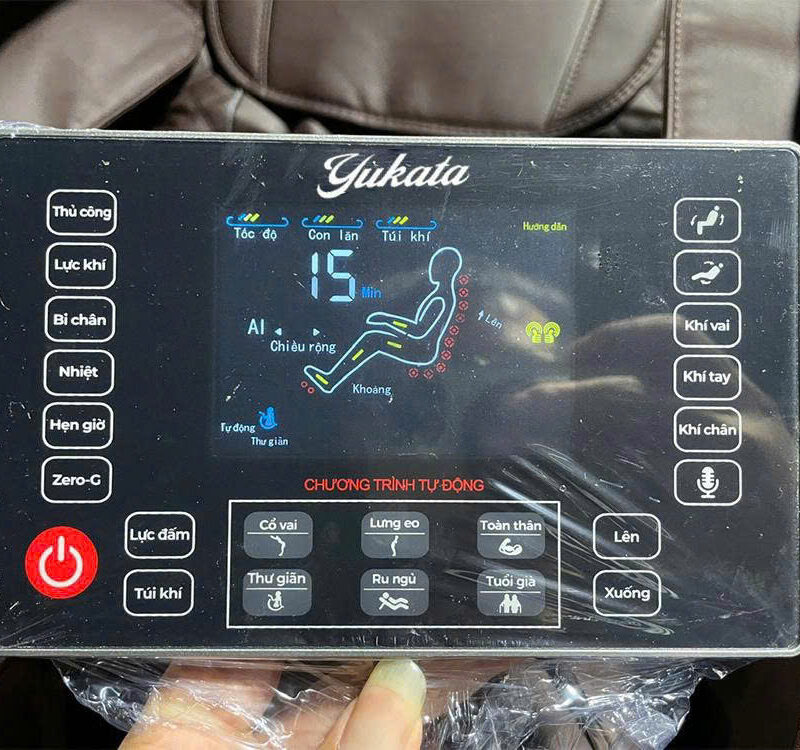 Yukata
Thủ công
Lực khí
Bi chân
Nhiệt
Hẹn giờ
Zero-G
Tốc độ
Con lăn
Túi khí
Hướng dẫn
15 Min
AI
Chiều rộng
Lên
Khoảng
Tự động
Thư giãn
Khí vai
Khí tay
Khí chân
CHƯƠNG TRÌNH TỰ ĐỘNG
Lực đấm
Túi khí
Cổ vai
Lưng eo
Toàn thân
Thư giãn
Ru ngủ
Tuổi già
Lên
Xuống